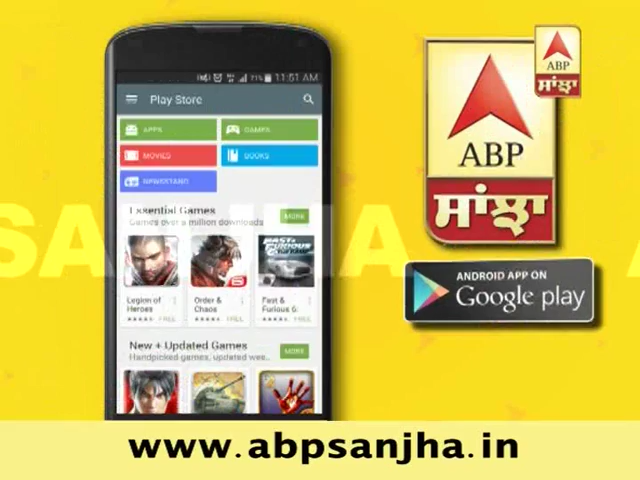 11:51 AM
Play Store
APPS
GAMES
MOVIES
BOOKS
NEWSSTAND
Essential Games
Games over a million downloads
MORE
Legion of Heroes
FREE
Order & Chaos
FREE
Fast & Furious 6:
FREE
New + Updated Games
Handpicked games, updated wee..
MORE
ABP
ਸਾਂਝਾ
ABP
ਸਾਂਝਾ
SANJHA
ANDROID APP ON
Google play
www.abpsanjha.in